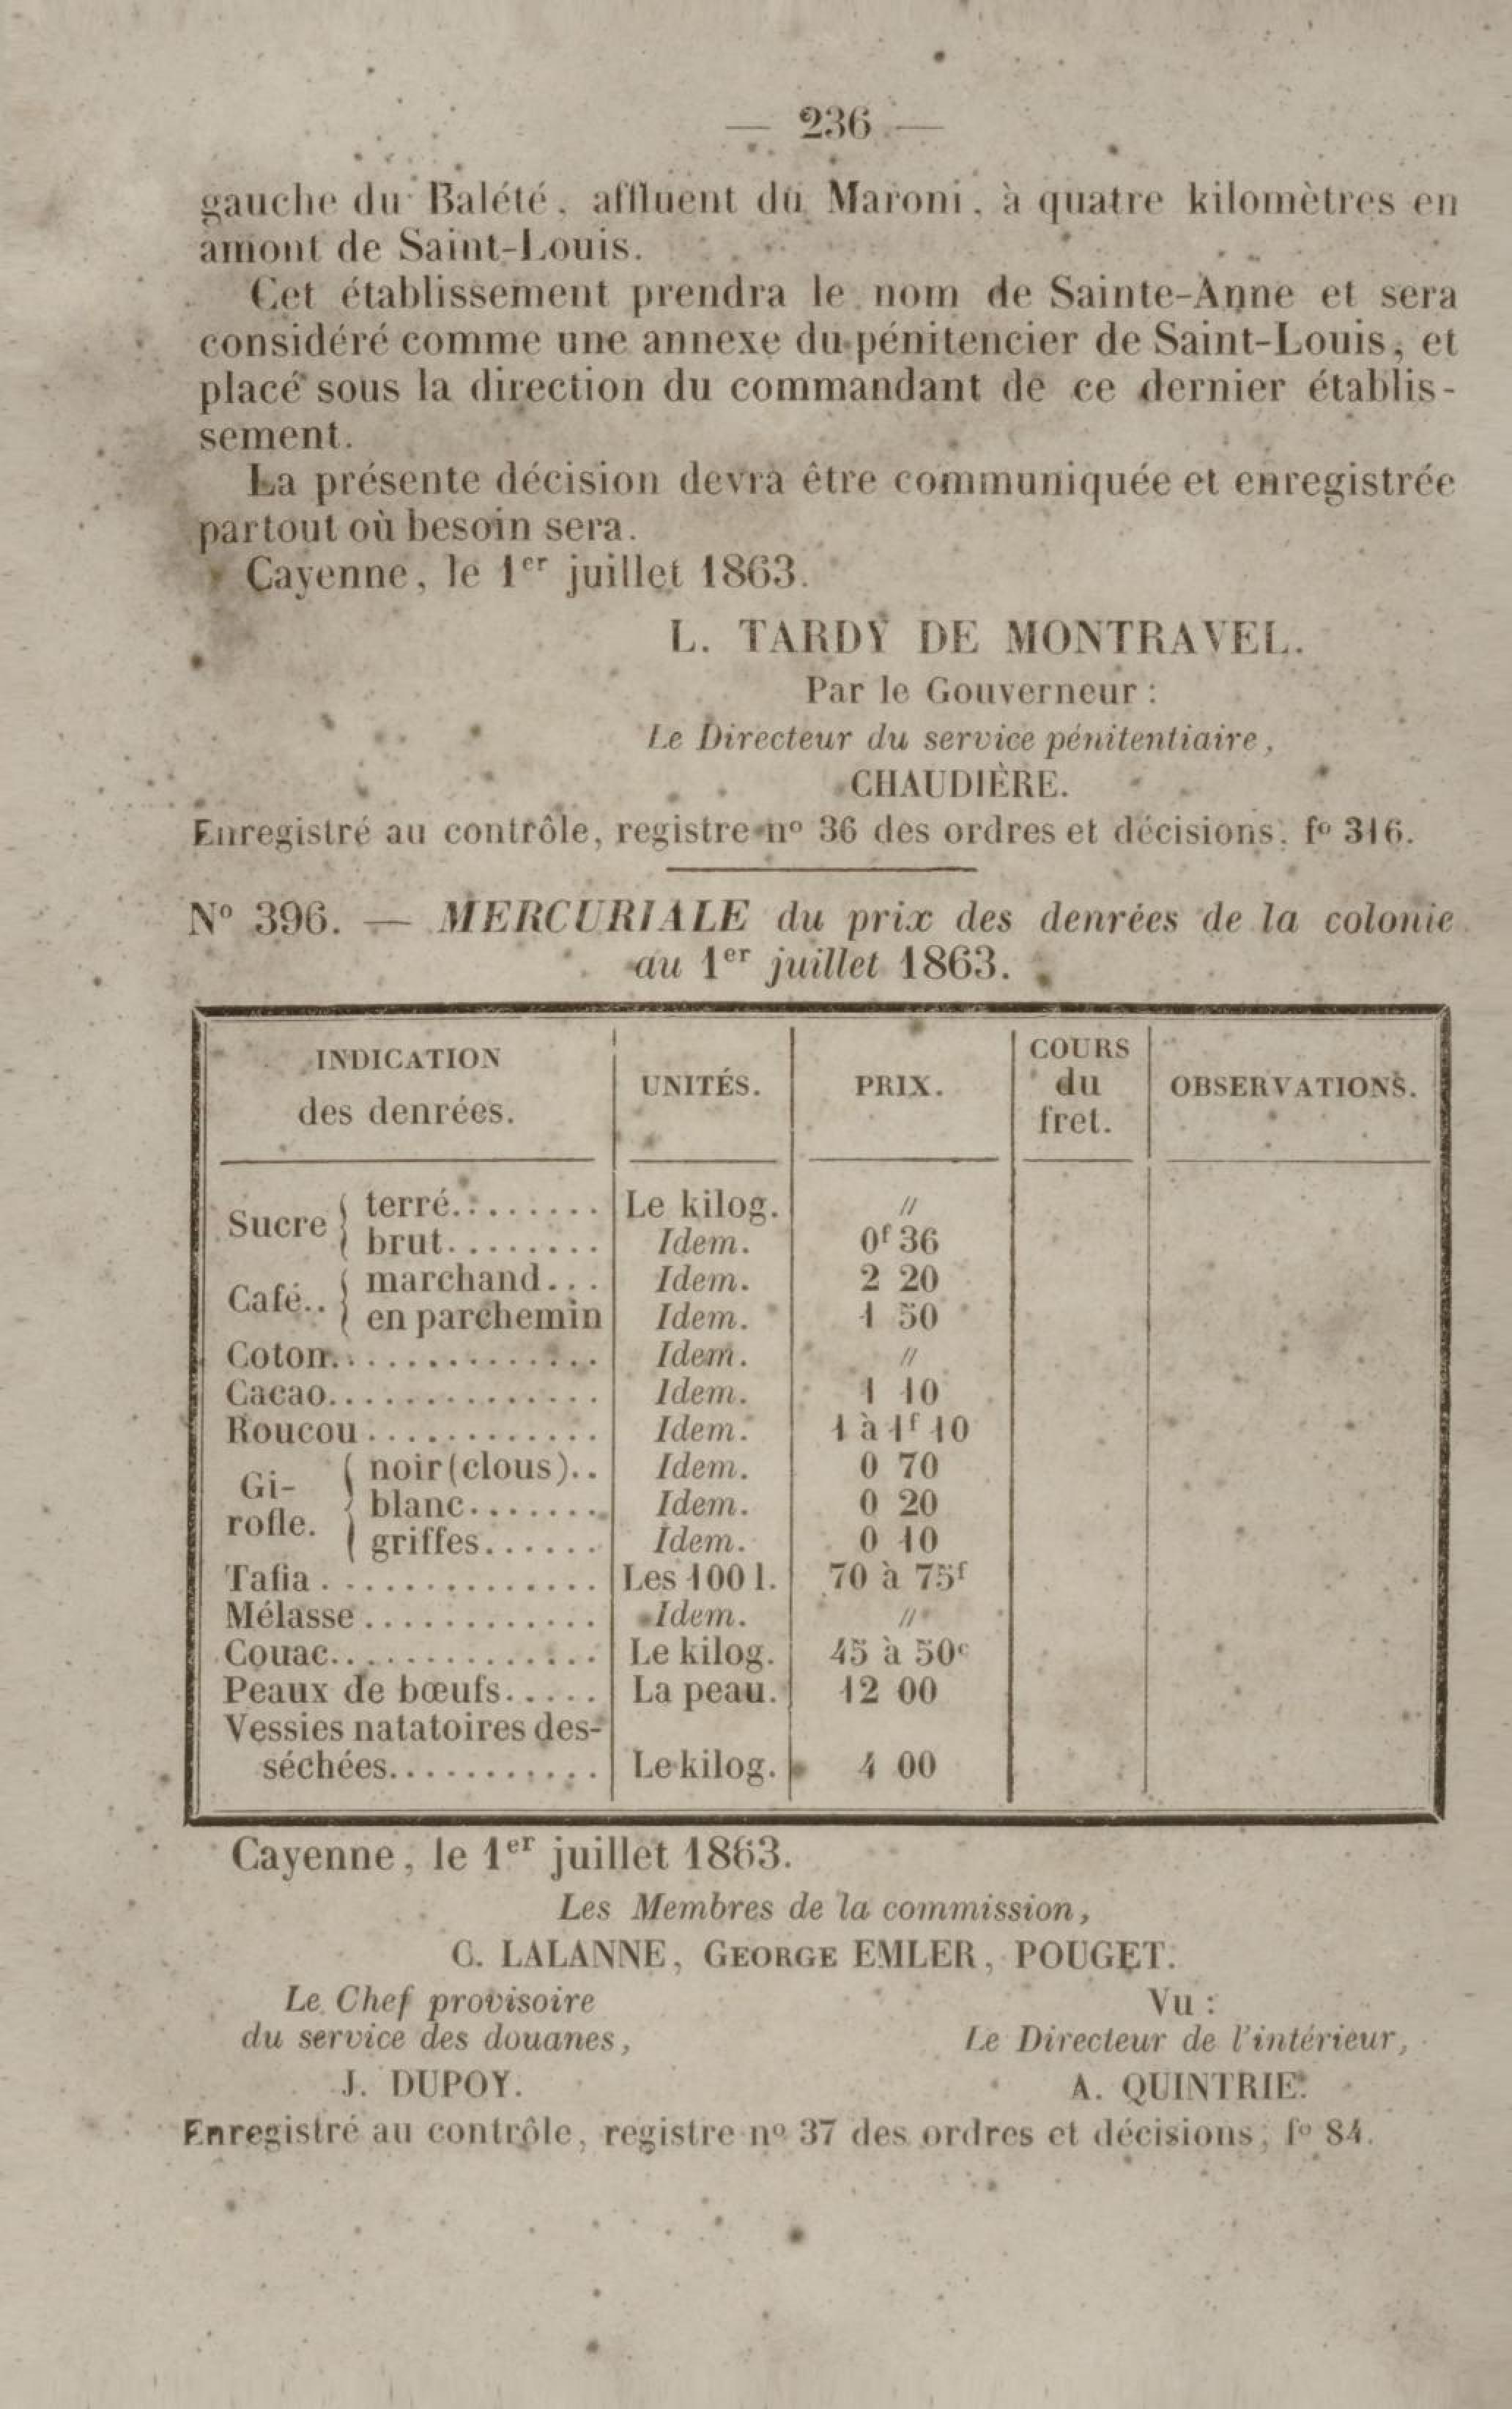 — 236 —
gauche du Balété, affluent du Maroni, à quatre kilomètres en
amont de Saint-Louis.
Cet établissement prendra le nom de Sainte-Anne et sera
considéré comme une annexe du pénitencier de Saint-Louis, et
placé sous la direction du commandant de ce dernier établis-
sement.
La présente décision devra être communiquée et enregistrée
partout où besoin sera.
Cayenne, le 1er juillet 1863.
L. TARDY DE MONTRAVEL.
Par le Gouverneur :
Le Directeur du service pénitentiaire,
CHAUDIÈRE.
Enregistré au contrôle, registre nº 36 des ordres et décisions, fº 316.
Nº 396. — MERCURIALE du prix des denrées de la colonie
au 1er juillet 1863.
INDICATION des denrées. UNITÉS. PRIX. COURS du fret. OBSERVATIONS.
Sucre { terré......... Le kilog. "
brut......... Idem. 0f 36
Café.. { marchand... Idem. 2 20
en parchemin Idem. 1 50
Coton.............. Idem. "
Cacao............... Idem. 1 10
Roucou............ Idem. 1 à 1f 10
Gi-rofle. { noir (clous).. Idem. 0 70
blanc....... Idem. 0 20
griffes...... Idem. 0 10
Tafia.............. Les 100 l. 70 à 75f
Mélasse............ Idem. "
Couac.............. Le kilog. 45 à 50c
Peaux de bœufs..... La peau. 12 00
Vessies natatoires des-
séchées........... Le kilog. 4 00
Cayenne, le 1er juillet 1863.
Les Membres de la commission,
C. LALANNE, GEORGE EMLER, POUGET.
Le Chef provisoire
du service des douanes,
J. DUPOY.
Vu :
Le Directeur de l'intérieur,
A. QUINTRIE.
Enregistré au contrôle, registre nº 37 des ordres et décisions, fº 84.